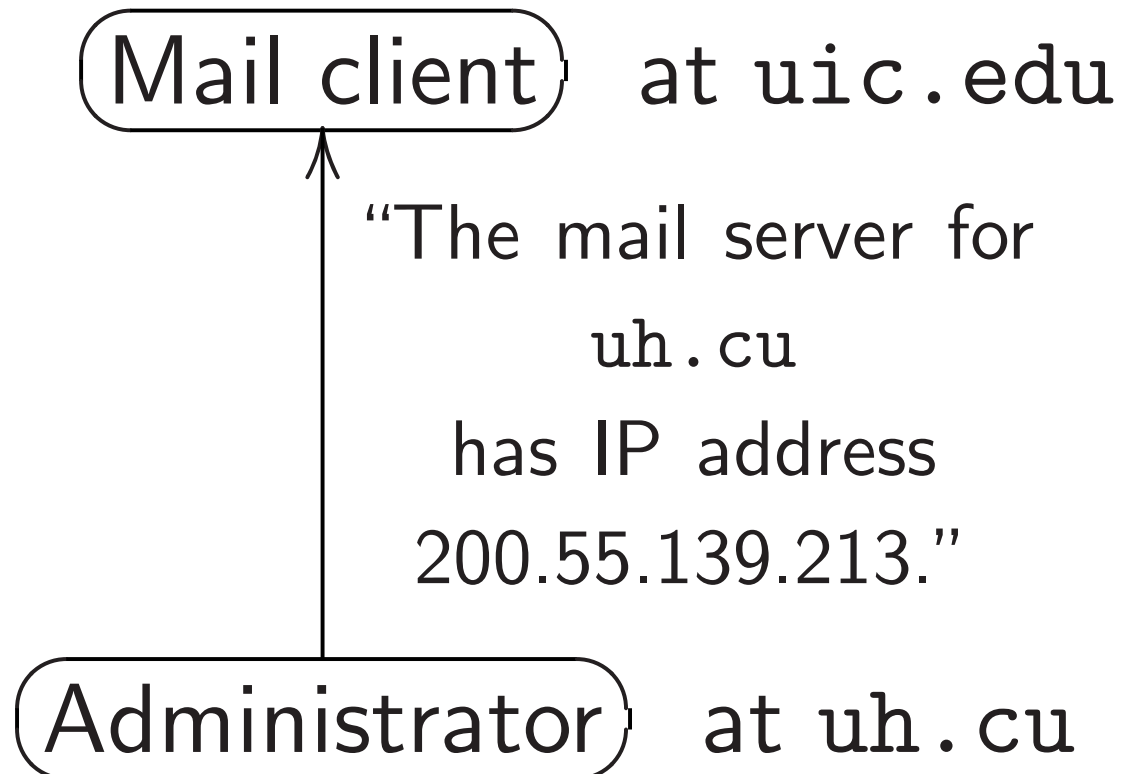 Mail client at uic.edu
“The mail server for
uh.cu
has IP address
200.55.139.213.”
Administrator at uh.cu